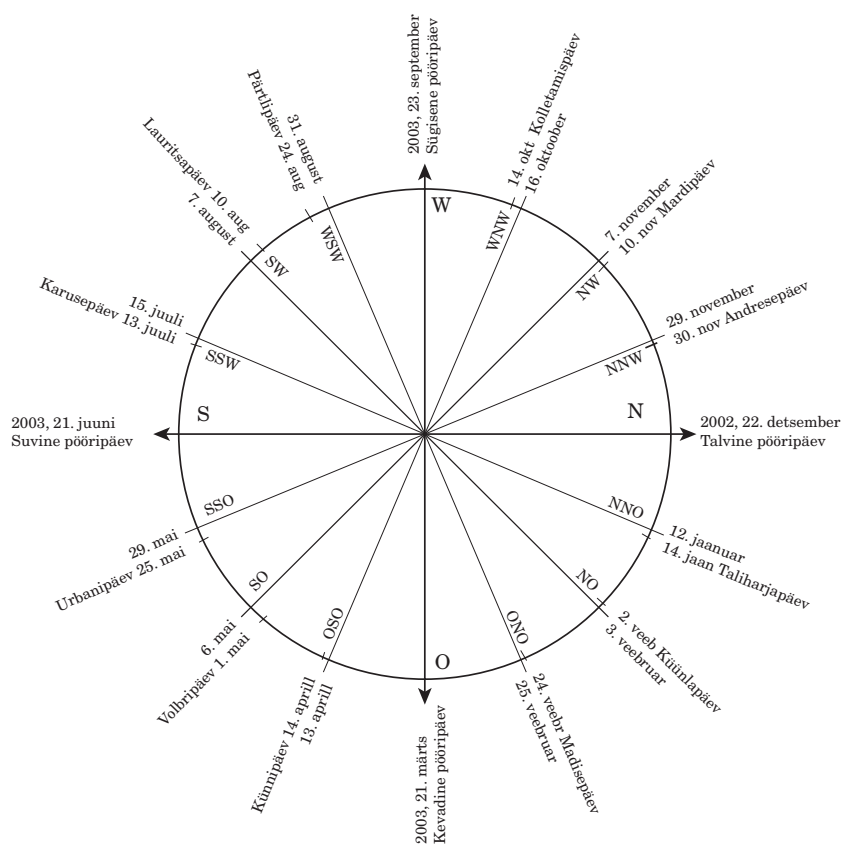 2003, 23. september
Sügisene pööripäev
W
14. okt Kolletamispäev
16. oktoober
WNW
7. november
10. nov Mardipäev
NW
29. november
30. nov Andresepäev
NNW
N
2002, 22. detsember
Talvine pööripäev
NNO
12. jaanuar
14. jaan Taliharjapäev
NO
2. veeb Küünlapäev
3. veebruar
ONO
24. veebr Madisepäev
25. veebruar
O
2003, 21. märts
Kevadine pööripäev
OSO
Künnipäev 14. aprill
13. aprill
SO
6. mai
Volbripäev 1. mai
SSO
29. mai
Urbanipäev 25. mai
S
2003, 21. juuni
Suvine pööripäev
SSW
15. juuli
Karusepäev 13. juuli
SW
Lauritsapäev 10. aug
7. august
WSW
31. august
Pärtlipäev 24. aug